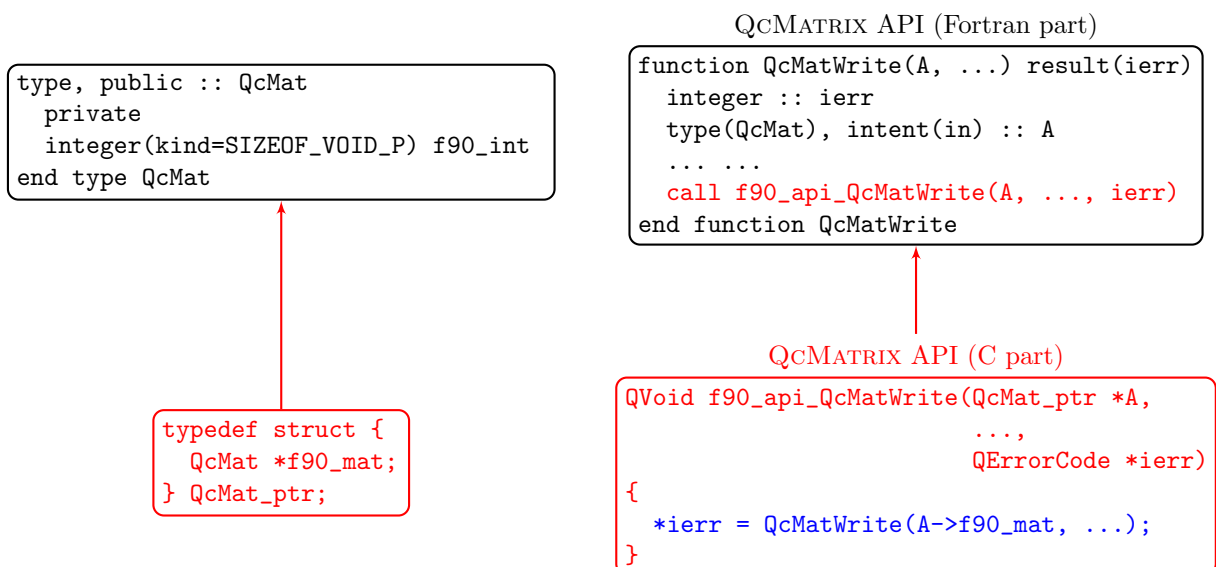 type, public :: QcMat
  private
  integer(kind=SIZEOF_VOID_P) f90_int
end type QcMat
typedef struct {
  QcMat *f90_mat;
} QcMat_ptr;
QCMATRIX API (Fortran part)
function QcMatWrite(A, ...) result(ierr)
  integer :: ierr
  type(QcMat), intent(in) :: A
  ... ...
  call f90_api_QcMatWrite(A, ..., ierr)
end function QcMatWrite
QCMATRIX API (C part)
QVoid f90_api_QcMatWrite(QcMat_ptr *A,
                         ...,
                         QErrorCode *ierr)
{
  *ierr = QcMatWrite(A->f90_mat, ...);
}